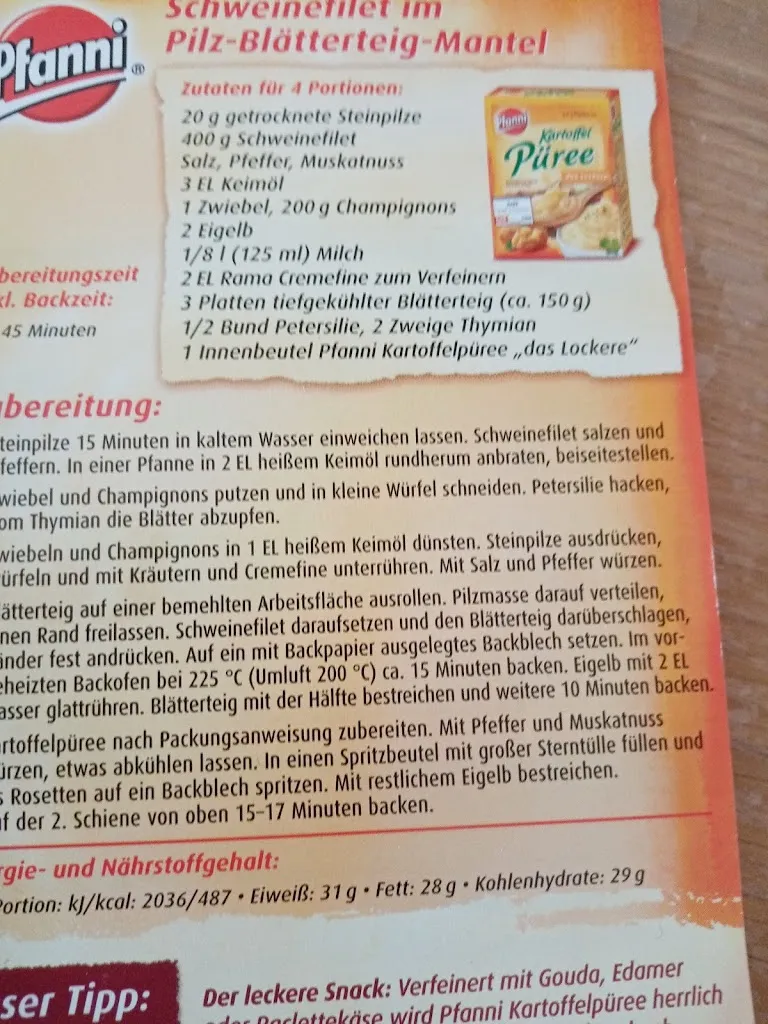 Pfanni®
Schweinefilet im
Pilz-Blätterteig-Mantel
Zutaten für 4 Portionen:
20 g getrocknete Steinpilze
400 g Schweinefilet
Salz, Pfeffer, Muskatnuss
3 EL Keimöl
1 Zwiebel, 200 g Champignons
2 Eigelb
1/8 l (125 ml) Milch
2 EL Rama Cremefine zum Verfeinern
3 Platten tiefgekühlter Blätterteig (ca. 150 g)
1/2 Bund Petersilie, 2 Zweige Thymian
1 Innenbeutel Pfanni Kartoffelpüree „das Lockere“
Pfanni
Kartoffel
Püree
bereitungszeit
kl. Backzeit:
45 Minuten
bereitung:
teinpilze 15 Minuten in kaltem Wasser einweichen lassen. Schweinefilet salzen und
feffern. In einer Pfanne in 2 EL heißem Keimöl rundherum anbraten, beiseitestellen.
wiebel und Champignons putzen und in kleine Würfel schneiden. Petersilie hacken,
om Thymian die Blätter abzupfen.
wiebeln und Champignons in 1 EL heißem Keimöl dünsten. Steinpilze ausdrücken,
ürfeln und mit Kräutern und Cremefine unterrühren. Mit Salz und Pfeffer würzen.
ätterteig auf einer bemehlten Arbeitsfläche ausrollen. Pilzmasse darauf verteilen,
nen Rand freilassen. Schweinefilet daraufsetzen und den Blätterteig darüberschlagen,
änder fest andrücken. Auf ein mit Backpapier ausgelegtes Backblech setzen. Im vor-
eheizten Backofen bei 225 °C (Umluft 200 °C) ca. 15 Minuten backen. Eigelb mit 2 EL
asser glattrühren. Blätterteig mit der Hälfte bestreichen und weitere 10 Minuten backen.
artoffelpüree nach Packungsanweisung zubereiten. Mit Pfeffer und Muskatnuss
ürzen, etwas abkühlen lassen. In einen Spritzbeutel mit großer Sterntülle füllen und
s Rosetten auf ein Backblech spritzen. Mit restlichem Eigelb bestreichen.
f der 2. Schiene von oben 15–17 Minuten backen.
rgie- und Nährstoffgehalt:
Portion: kJ/kcal: 2036/487 • Eiweiß: 31 g • Fett: 28 g • Kohlenhydrate: 29 g
ser Tipp:
Der leckere Snack: Verfeinert mit Gouda, Edamer
oder Raclettekäse wird Pfanni Kartoffelpüree herrlich